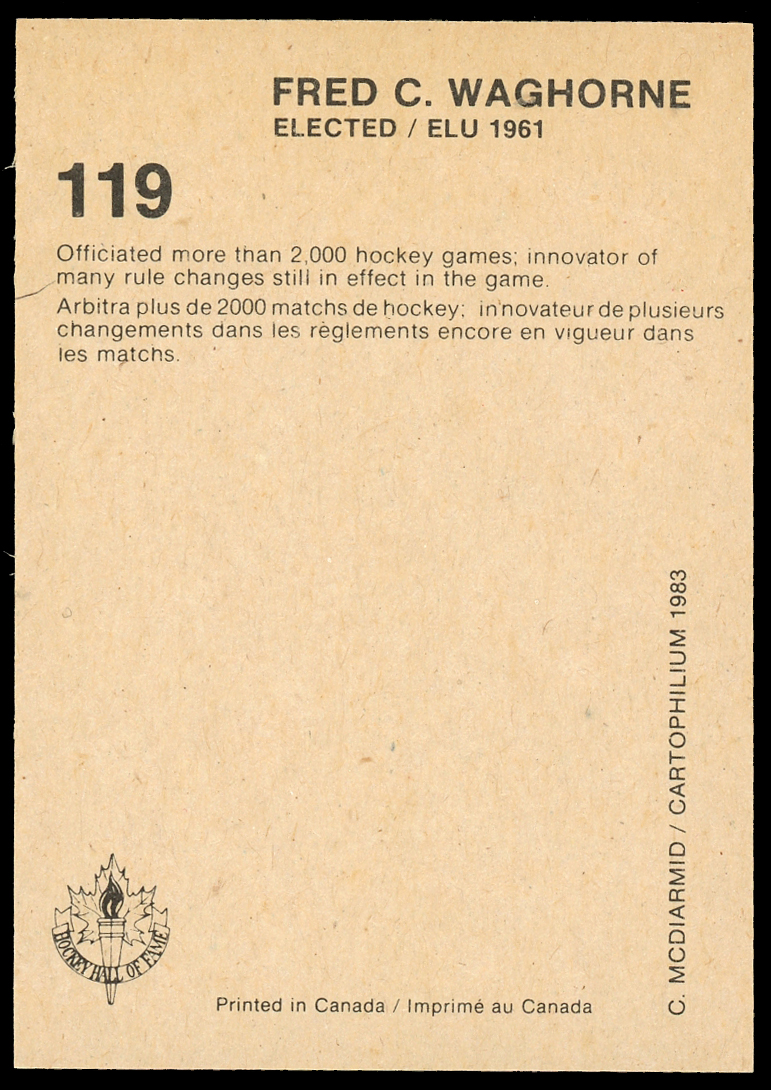 FRED C. WAGHORNE
ELECTED / ELU 1961
119
Officiated more than 2,000 hockey games; innovator of
many rule changes still in effect in the game.
Arbitra plus de 2000 matchs de hockey; innovateur de plusieurs
changements dans les règlements encore en vigueur dans
les matchs.
C. MCDIARMID / CARTOPHILIUM 1983
HOCKEY HALL OF FAME
Printed in Canada / Imprimé au Canada